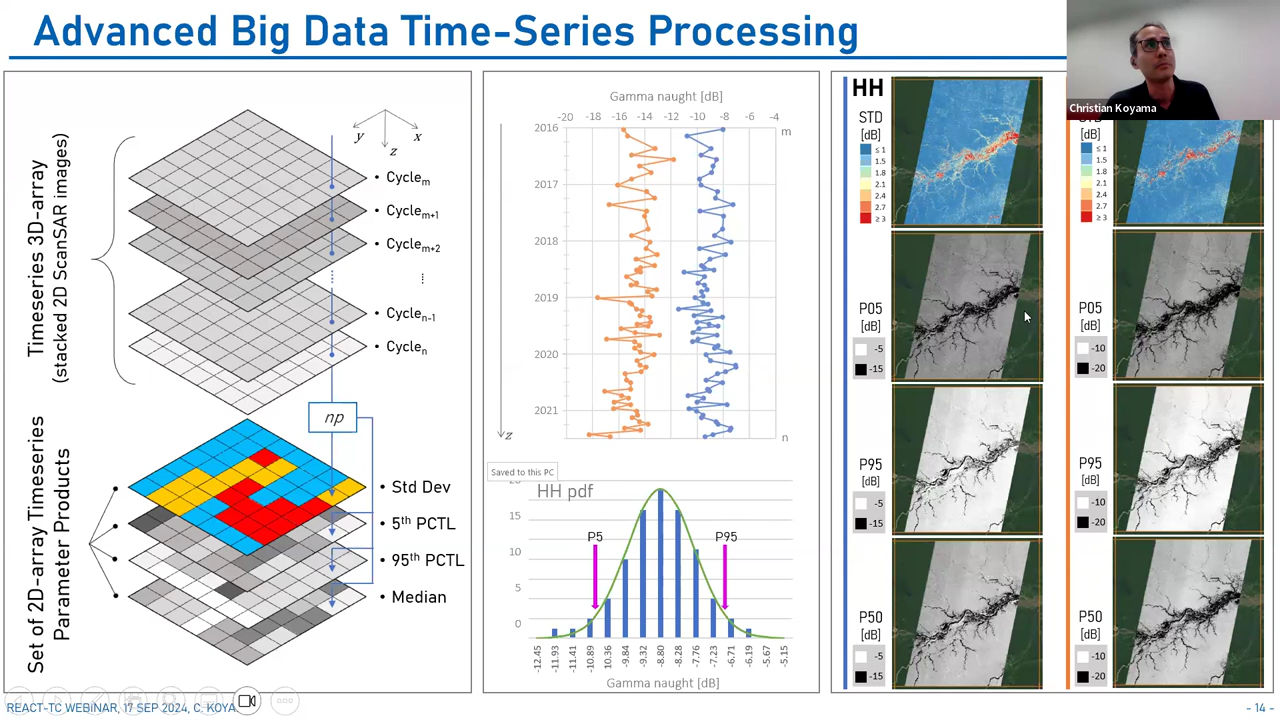 Advanced Big Data Time-Series Processing
Christian Koyama
Timeseries 3D-array
(stacked 2D ScanSAR images)
y
x
z
• Cycleₘ
• Cycleₘ₊₁
• Cycleₘ₊₂
⋮
• Cycleₙ₋₁
• Cycleₙ
np
Set of 2D-array Timeseries
Parameter Products
• Std Dev
• 5ᵗʰ PCTL
• 95ᵗʰ PCTL
• Median
Gamma naught [dB]
-20 -18 -16 -14 -12 -10 -8 -6 -4
2016
m
2017
2018
2019
2020
2021
z
n
Saved to this PC
20
HH pdf
15
P5
P95
10
5
0
-12.45 -11.93 -11.41 -10.89 -10.36 -9.84 -9.32 -8.80 -8.28 -7.76 -7.23 -6.71 -6.19 -5.67 -5.15
Gamma naught [dB]
HH
STD
[dB]
≤ 1
1.5
1.8
2.1
2.4
2.7
≥ 3
P05
[dB]
-5
-15
P95
[dB]
-5
-15
P50
[dB]
-5
-15
[dB]
≤ 1
1.5
1.8
2.1
2.4
2.7
≥ 3
P05
[dB]
-10
-20
P95
[dB]
-10
-20
P50
[dB]
-10
-20
REACT-TC WEBINAR, 17 SEP 2024, C. KOYA
- 14 -